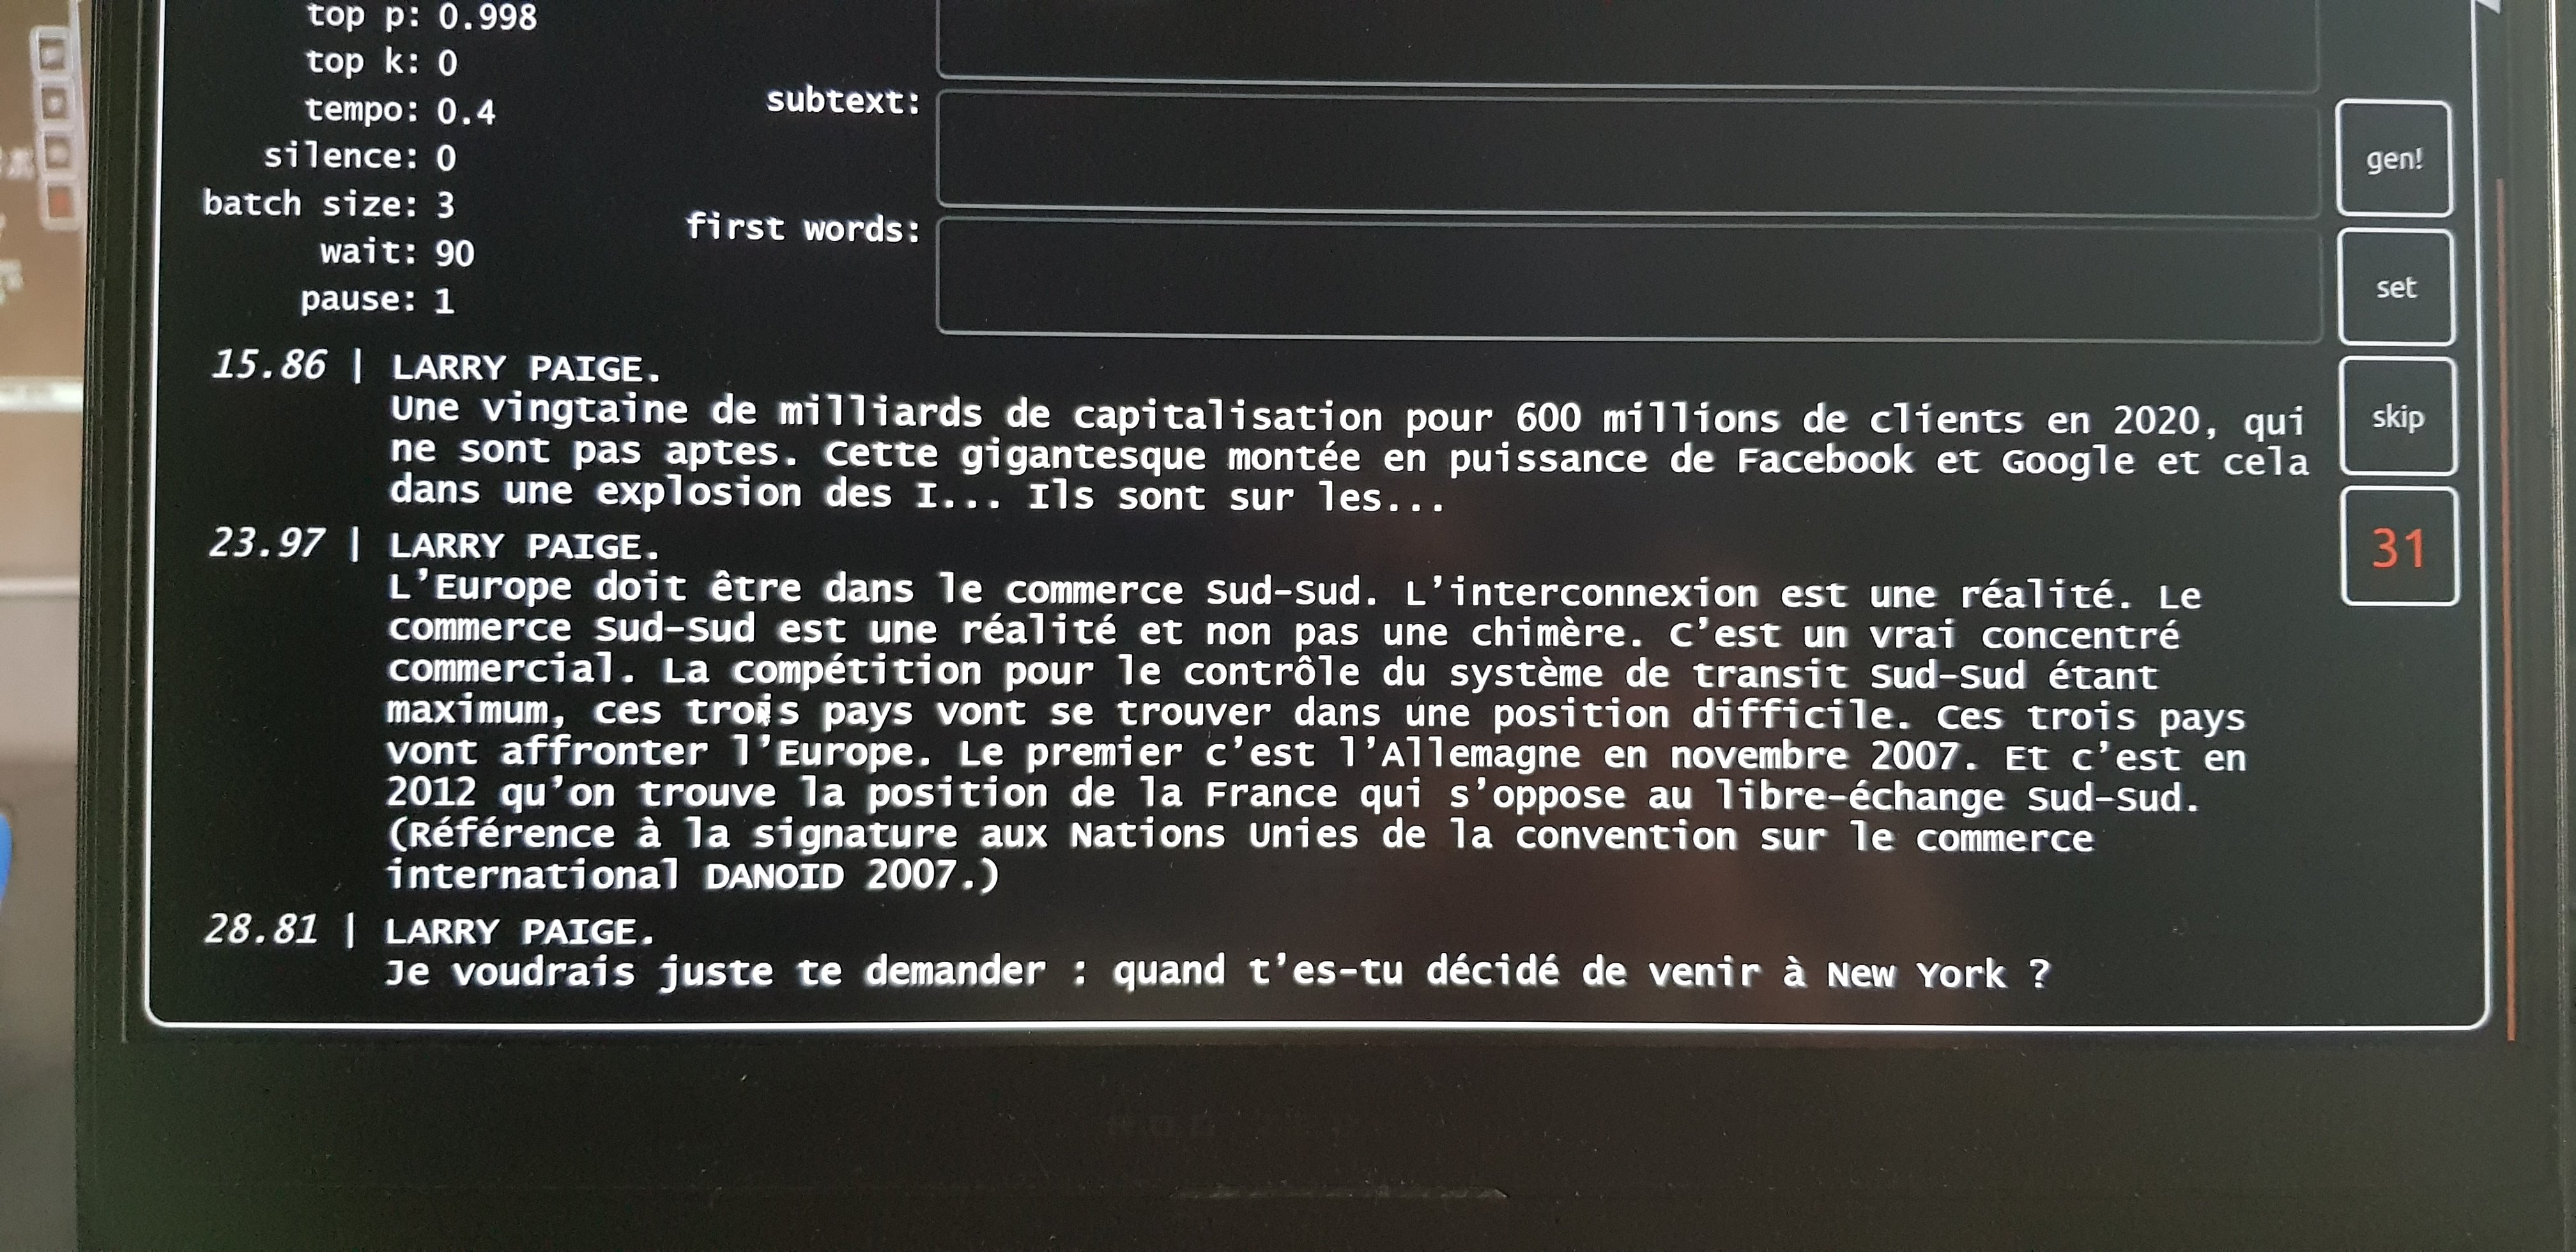 top p: 0.998
top k: 0
tempo: 0.4
silence: 0
batch size: 3
wait: 90
pause: 1
subtext:
first words:
gen!
set
skip
31
15.86 | LARRY PAIGE.
Une vingtaine de milliards de capitalisation pour 600 millions de clients en 2020, qui
ne sont pas aptes. Cette gigantesque montée en puissance de Facebook et Google et cela
dans une explosion des I... Ils sont sur les...
23.97 | LARRY PAIGE.
L'Europe doit être dans le commerce Sud-Sud. L'interconnexion est une réalité. Le
commerce Sud-Sud est une réalité et non pas une chimère. C'est un vrai concentré
commercial. La compétition pour le contrôle du système de transit Sud-Sud étant
maximum, ces trois pays vont se trouver dans une position difficile. Ces trois pays
vont affronter l'Europe. Le premier c'est l'Allemagne en novembre 2007. Et c'est en
2012 qu'on trouve la position de la France qui s'oppose au libre-échange Sud-Sud.
(Référence à la signature aux Nations Unies de la convention sur le commerce
international DANOID 2007.)
28.81 | LARRY PAIGE.
Je voudrais juste te demander : quand t'es-tu décidé de venir à New York ?